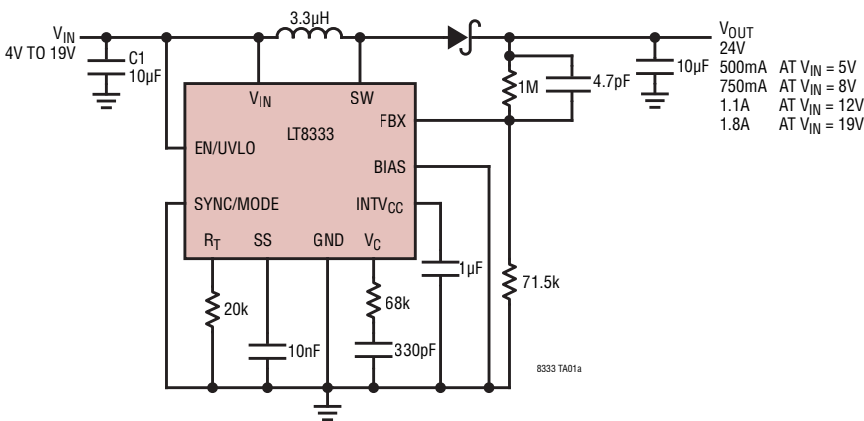 V_IN
4V TO 19V
C1
10µF
3.3µH
V_OUT
24V
500mA AT V_IN = 5V
750mA AT V_IN = 8V
1.1A AT V_IN = 12V
1.8A AT V_IN = 19V
10µF
1M
4.7pF
V_IN
SW
LT8333
FBX
EN/UVLO
BIAS
SYNC/MODE
INTV_CC
R_T
SS
GND
V_C
1µF
71.5k
20k
68k
10nF
330pF
8333 TA01a